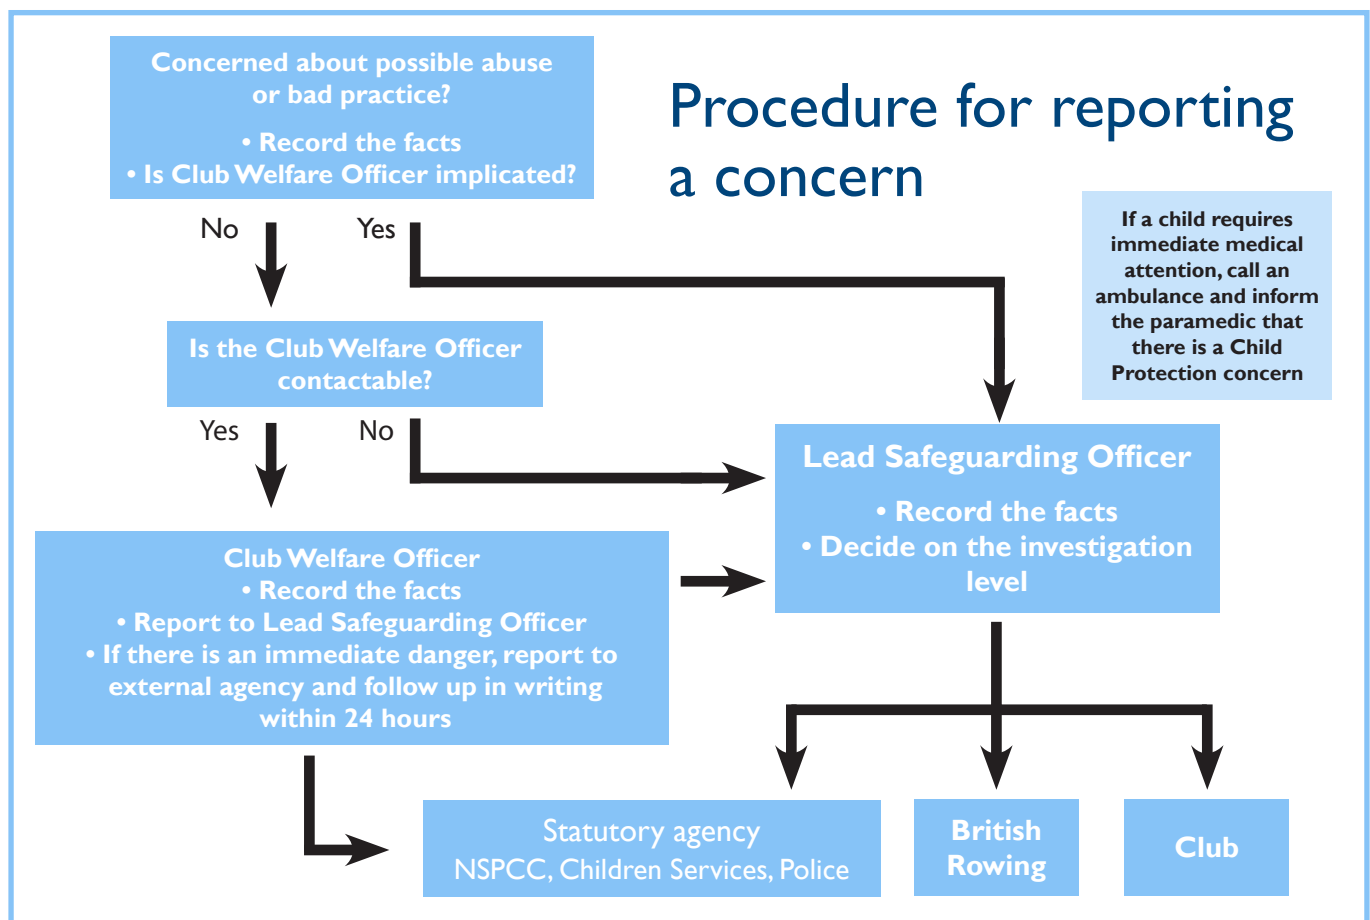 Procedure for reporting
a concern
Concerned about possible abuse
or bad practice?
• Record the facts
• Is Club Welfare Officer implicated?
If a child requires
immediate medical
attention, call an
ambulance and inform
the paramedic that
there is a Child
Protection concern
No
Yes
Is the Club Welfare Officer
contactable?
Yes
No
Lead Safeguarding Officer
• Record the facts
• Decide on the investigation
level
Club Welfare Officer
• Record the facts
• Report to Lead Safeguarding Officer
• If there is an immediate danger, report to
external agency and follow up in writing
within 24 hours
Statutory agency
NSPCC, Children Services, Police
British
Rowing
Club